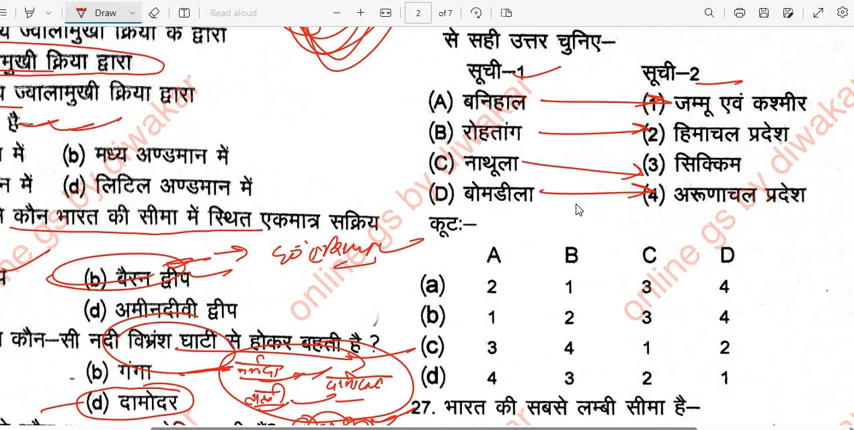 Draw
Read aloud
2 of 7
य ज्वालामुखी क्रिया के द्वारा
मुखी क्रिया द्वारा
य ज्वालामुखी क्रिया द्वारा
है–
में (b) मध्य अण्डमान में
न में (d) लिटिल अण्डमान में
कौन भारत की सीमा में स्थित एकमात्र सक्रिय
(b) बैरन द्वीप
(d) अमीनदीवी द्वीप
कौन–सी नदी विभ्रंश घाटी से होकर बहती है ?
(b) गंगा
(d) दामोदर
नर्मदा
दामोदर
से सही उत्तर चुनिए–
सूची–1 सूची–2
(A) बनिहाल (1) जम्मू एवं कश्मीर
(B) रोहतांग (2) हिमाचल प्रदेश
(C) नाथूला (3) सिक्किम
(D) बोमडीला (4) अरूणाचल प्रदेश
कूटः–
A B C D
(a) 2 1 3 4
(b) 1 2 3 4
(c) 3 4 1 2
(d) 4 3 2 1
27. भारत की सबसे लम्बी सीमा है–
online gs by diwakar
online gs by diwakar
online gs by diwaka